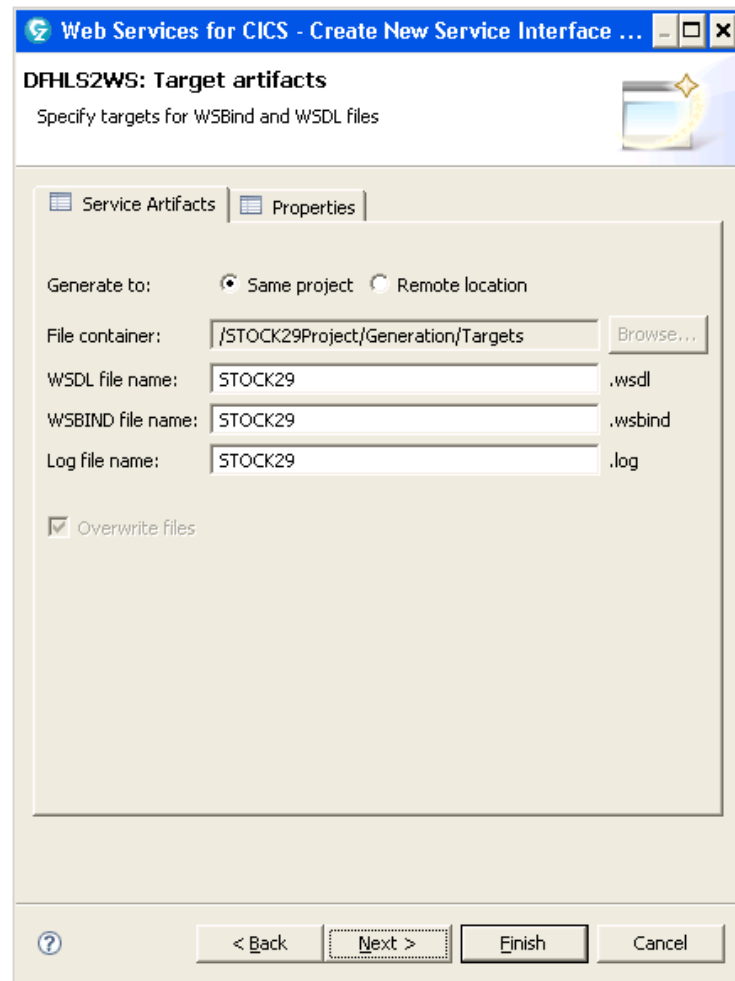 Web Services for CICS - Create New Service Interface ...
DFHLS2WS: Target artifacts
Specify targets for WSBind and WSDL files
Service Artifacts Properties
Generate to: Same project Remote location
File container: /STOCK29Project/Generation/Targets Browse...
WSDL file name: STOCK29 .wsdl
WSBIND file name: STOCK29 .wsbind
Log file name: STOCK29 .log
Overwrite files
? < Back Next > Finish Cancel